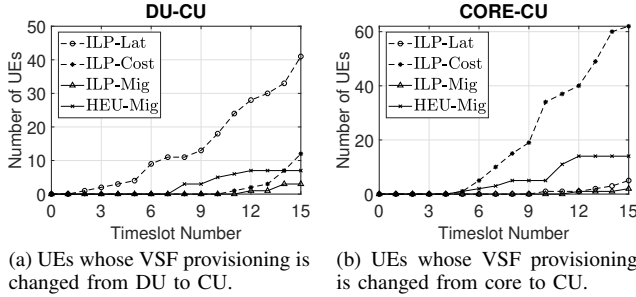 DU-CU
CORE-CU
Number of UEs
50
40
30
20
10
0
ILP-Lat
ILP-Cost
ILP-Mig
HEU-Mig
0 3 6 9 12 15
Timeslot Number
Number of UEs
60
40
20
0
ILP-Lat
ILP-Cost
ILP-Mig
HEU-Mig
0 3 6 9 12 15
Timeslot Number
(a) UEs whose VSF provisioning is
changed from DU to CU.
(b) UEs whose VSF provisioning
is changed from core to CU.